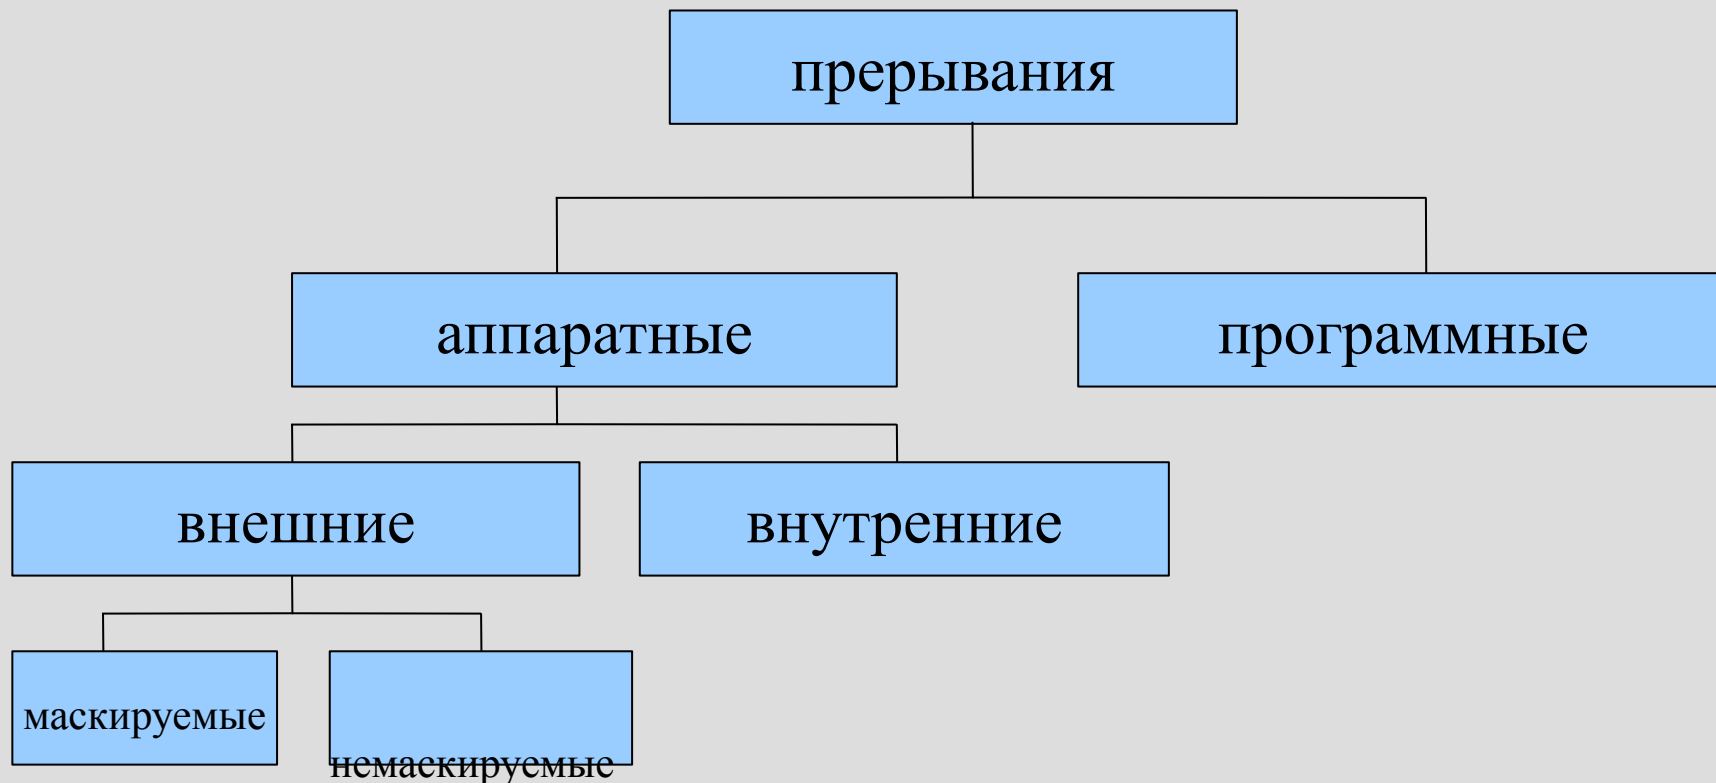 прерывания
аппаратные
программные
внешние
внутренние
маскируемые
немаскируемые